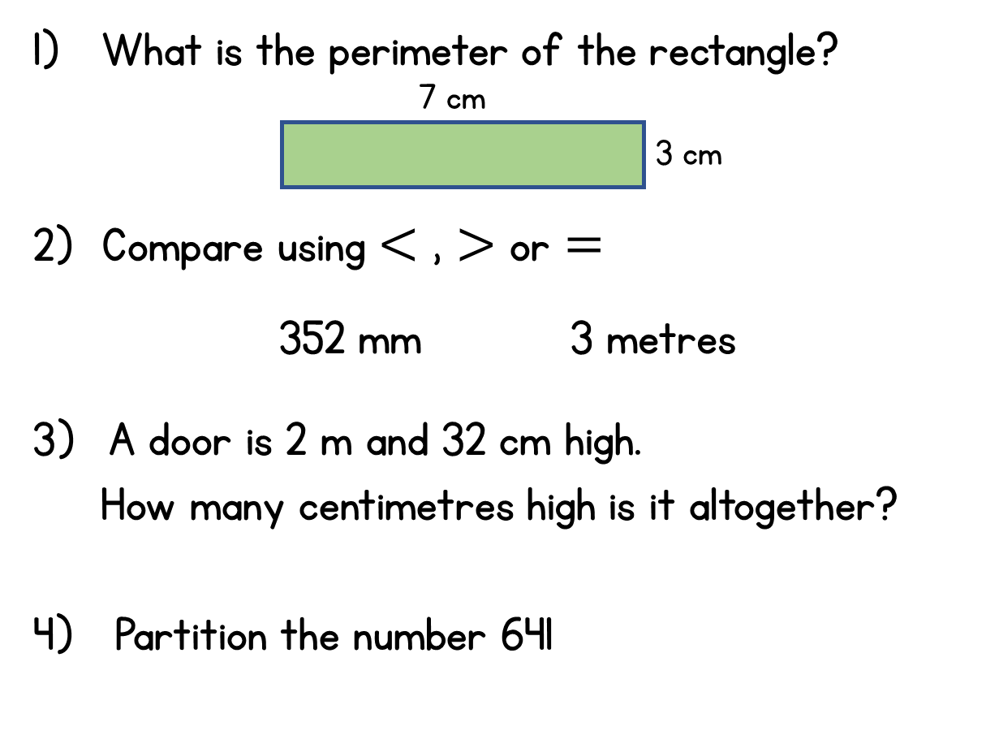 1) What is the perimeter of the rectangle?
7 cm
3 cm
2) Compare using < , > or =
352 mm 3 metres
3) A door is 2 m and 32 cm high.
How many centimetres high is it altogether?
4) Partition the number 641